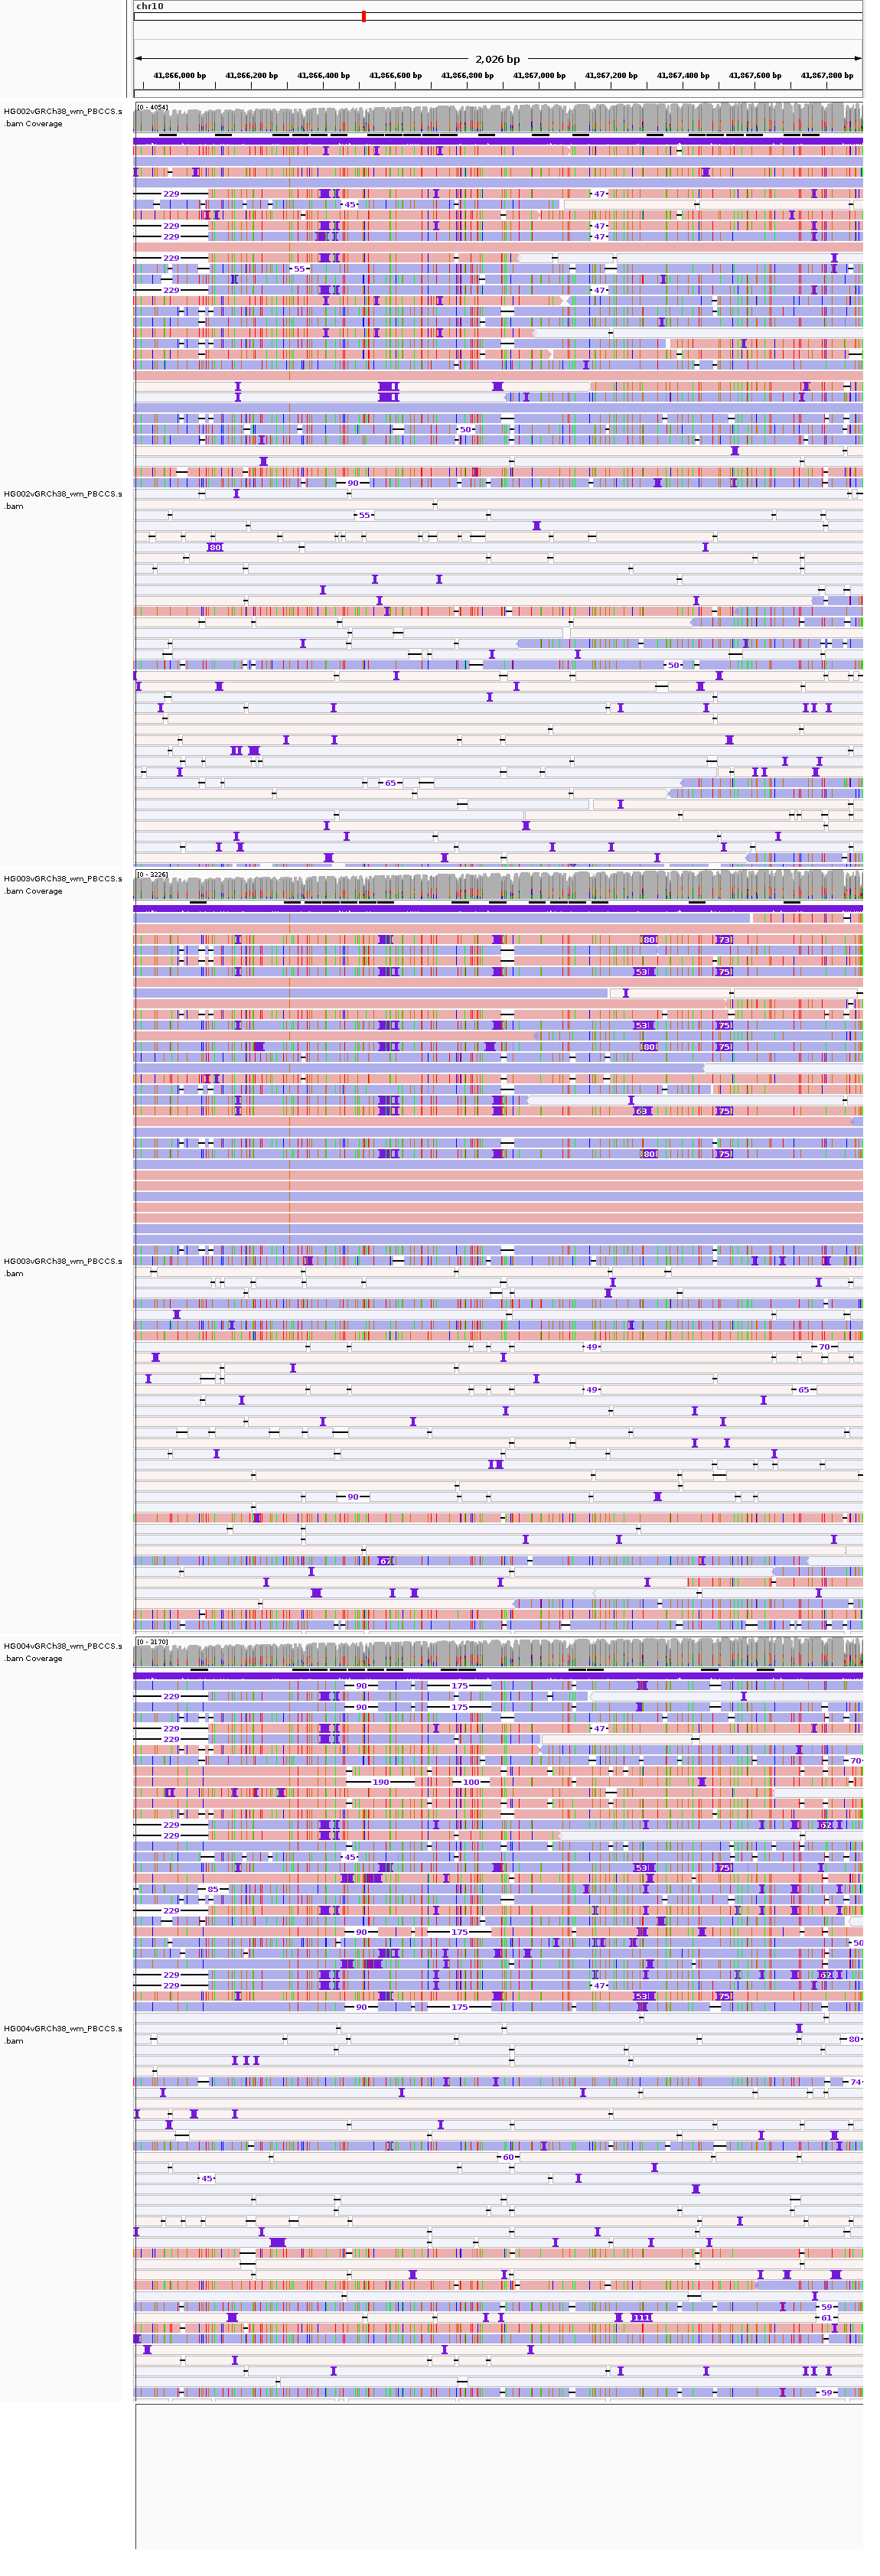 chr10
2,026 bp
41,866,000 bp 41,866,200 bp 41,866,400 bp 41,866,600 bp 41,866,800 bp 41,867,000 bp 41,867,200 bp 41,867,400 bp 41,867,600 bp 41,867,800 bp
HG002vGRCh38_wm_PBCCS.s
.bam Coverage
[0 - 4054]
229 47
45
229 47
229 47
229
55
229 47
50
90
HG002vGRCh38_wm_PBCCS.s
.bam
55
80
50
65
HG003vGRCh38_wm_PBCCS.s
.bam Coverage
[0 - 3226]
80 73
53 75
53 75
80 75
63 75
80 75
HG003vGRCh38_wm_PBCCS.s
.bam
49 70
49 65
90
67
HG004vGRCh38_wm_PBCCS.s
.bam Coverage
90 175
229
90 175
229 47
229
70
190 100
229 62
229
45
53 75
85
229
90 175
50
229 62
229 47
53 75
90 175
HG004vGRCh38_wm_PBCCS.s
.bam
80
74
60
45
59
111 61
59